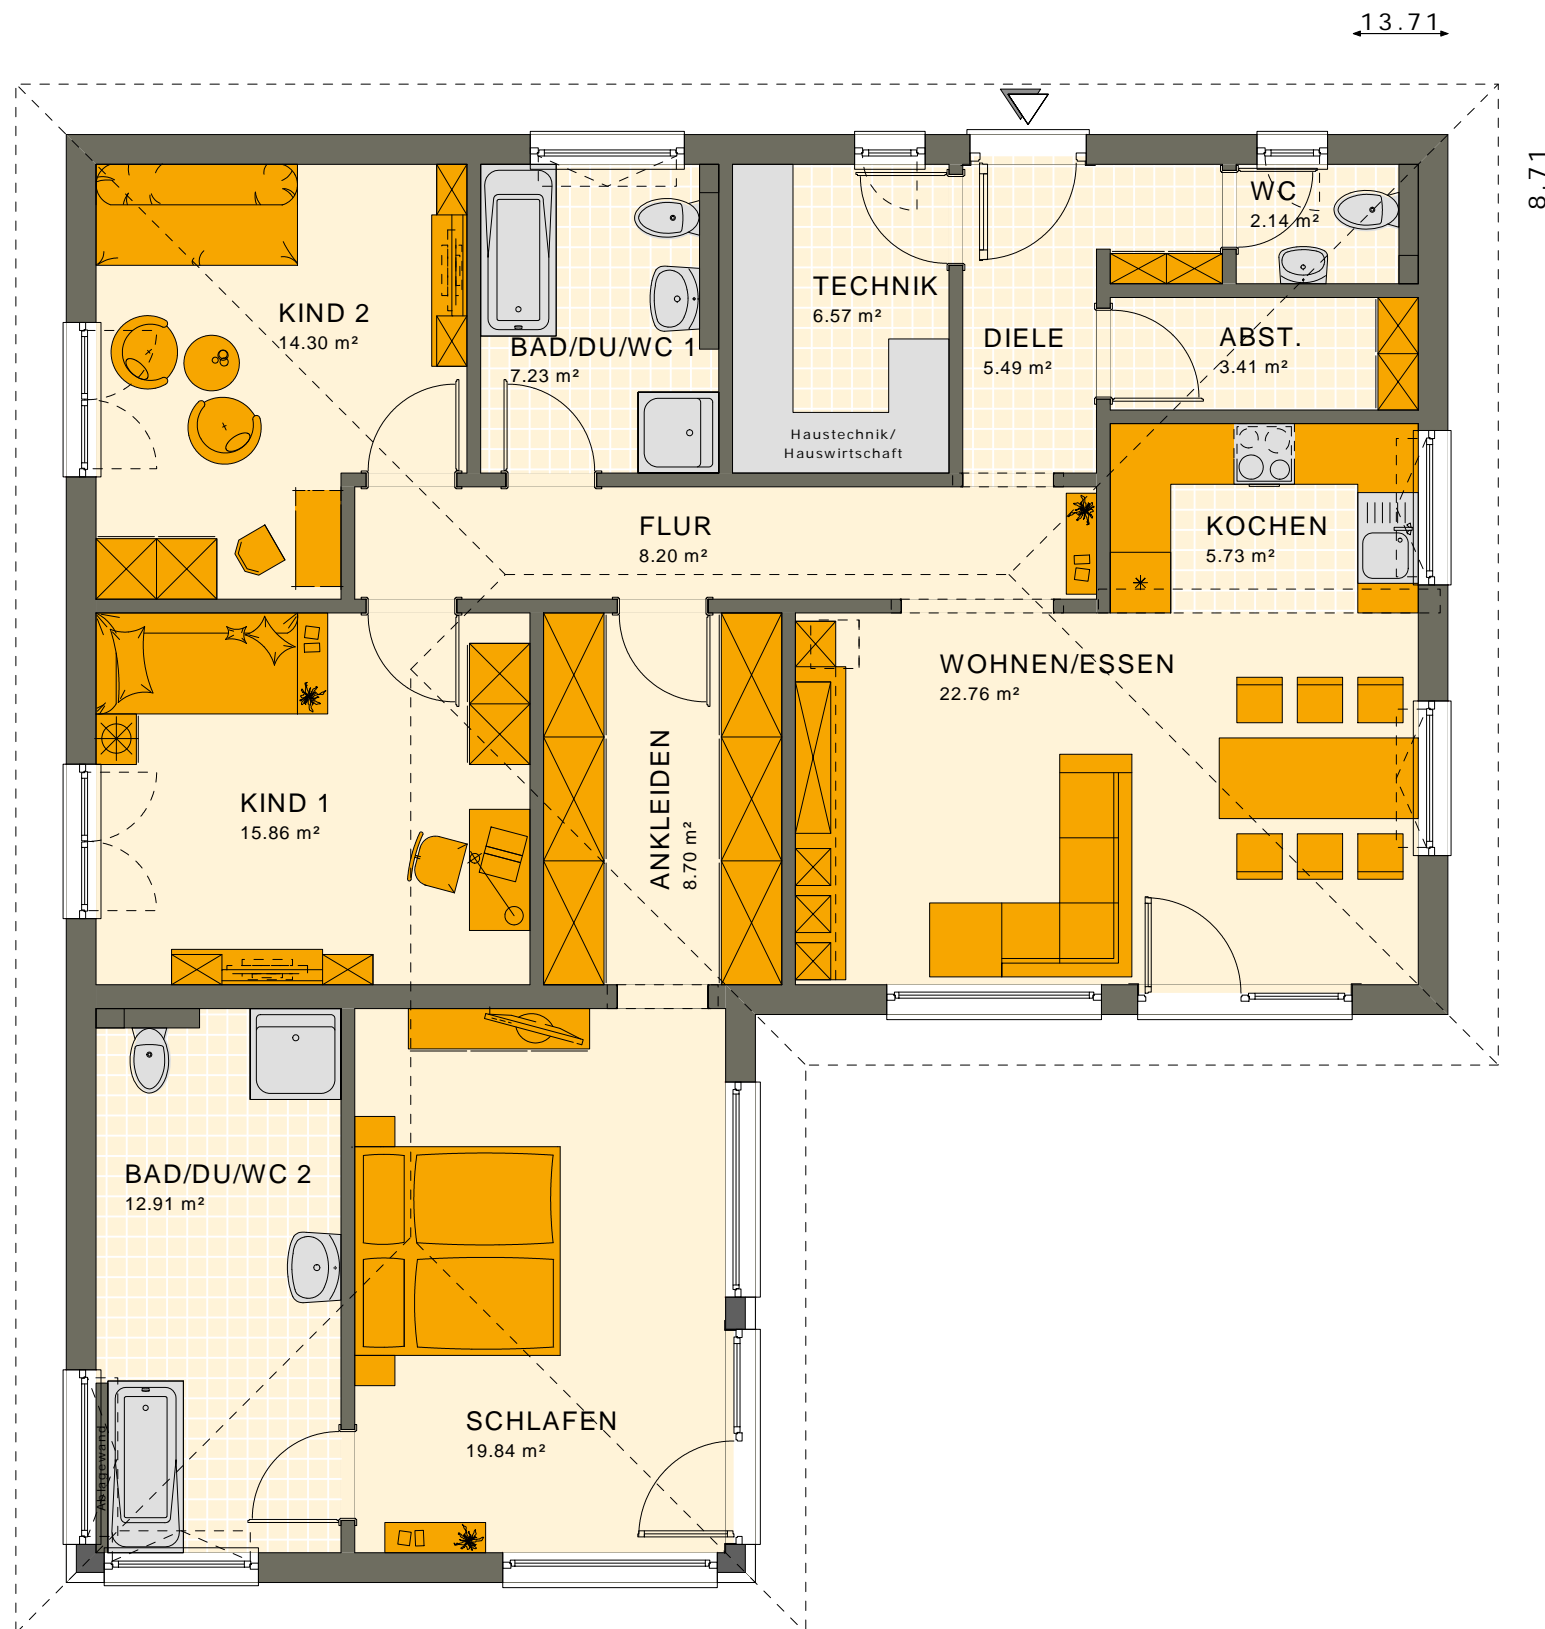 13.71
8.71
WC
2.14 m²
KIND 2
14.30 m²
TECHNIK
6.57 m²
BAD/DU/WC 1
7.23 m²
DIELE
5.49 m²
ABST.
3.41 m²
Haustechnik/
Hauswirtschaft
FLUR
8.20 m²
KOCHEN
5.73 m²
WOHNEN/ESSEN
22.76 m²
KIND 1
15.86 m²
ANKLEIDEN
8.70 m²
BAD/DU/WC 2
12.91 m²
SCHLAFEN
19.84 m²
Ablagewand